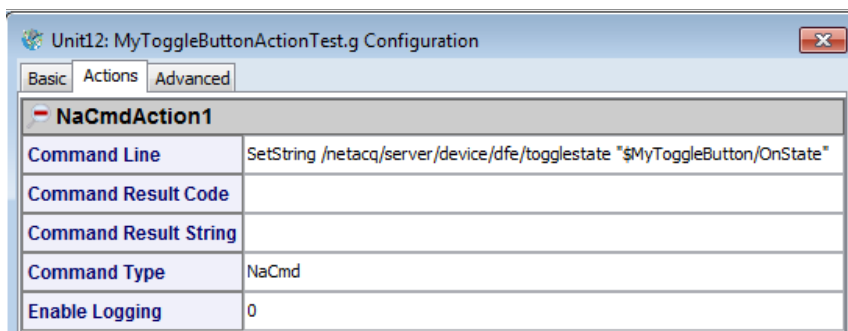 Unit12: MyToggleButtonActionTest.g Configuration
Basic Actions Advanced
NaCmdAction1
Command Line SetString /netacq/server/device/dfe/togglestate "$MyToggleButton/OnState"
Command Result Code
Command Result String
Command Type NaCmd
Enable Logging 0